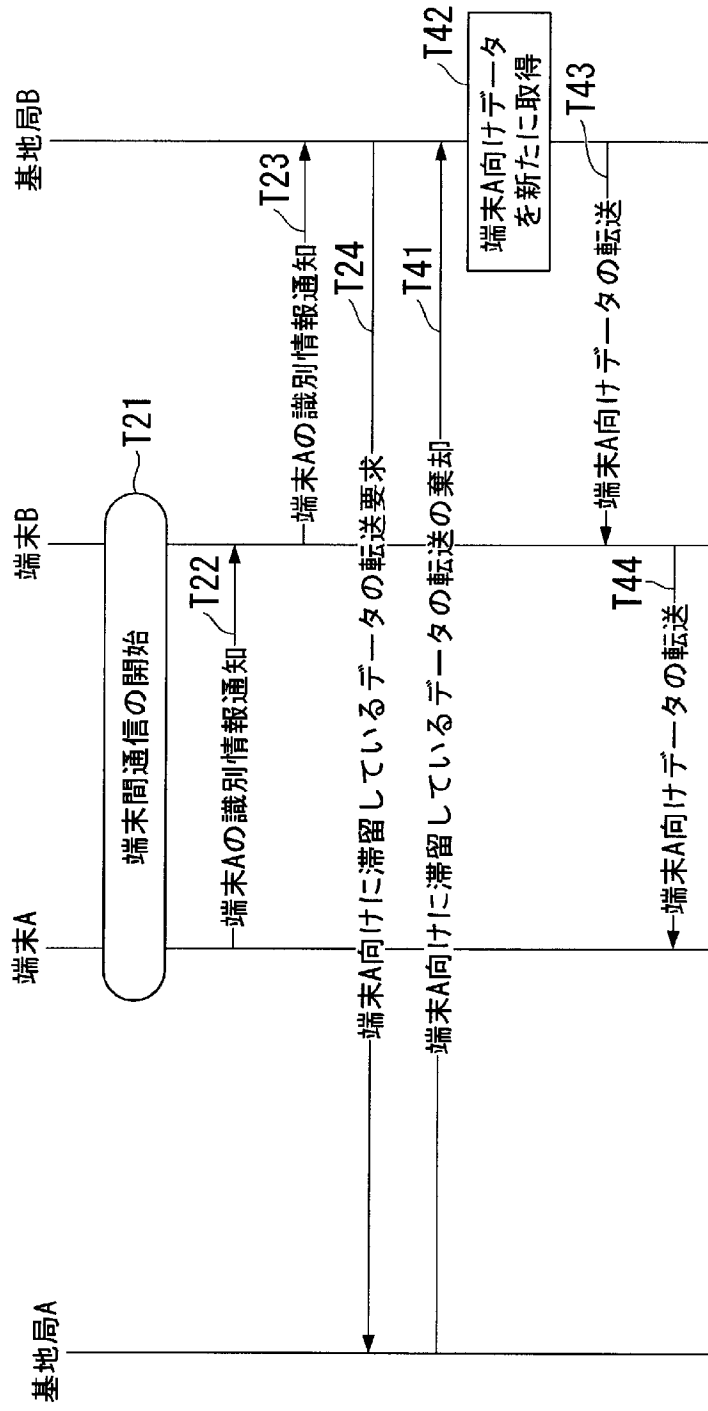 基地局A
端末A
端末B
基地局B
端末間通信の開始
T21
端末Aの識別情報通知
T22
端末Aの識別情報通知
T23
端末A向けに滞留しているデータの転送要求
T24
端末A向けに滞留しているデータの転送の棄却
T41
端末A向けデータ
を新たに取得
T42
端末A向けデータの転送
T43
端末A向けデータの転送
T44